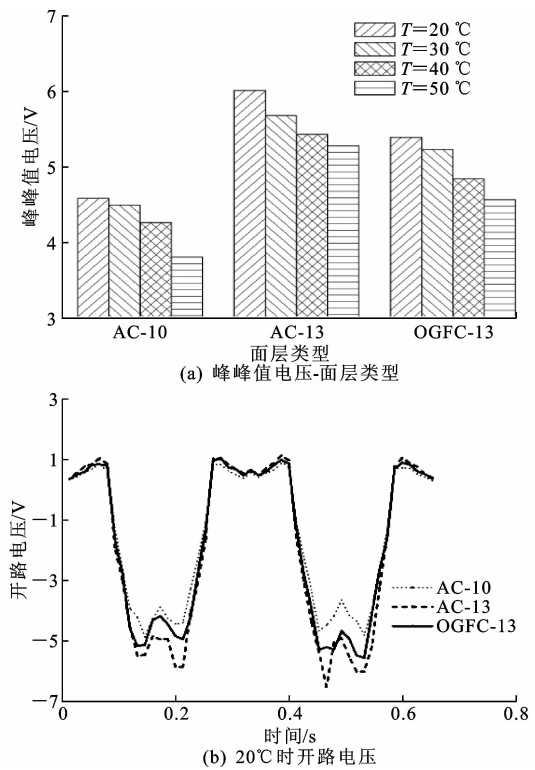 7
6
5
4
3
峰峰值电压/V
T=20 ℃
T=30 ℃
T=40 ℃
T=50 ℃
AC-10 AC-13 OGFC-13
面层类型
(a) 峰峰值电压-面层类型
3
1
-1
-3
-5
-7
开路电压/V
AC-10
AC-13
OGFC-13
0 0.2 0.4 0.6 0.8
时间/s
(b) 20℃时开路电压